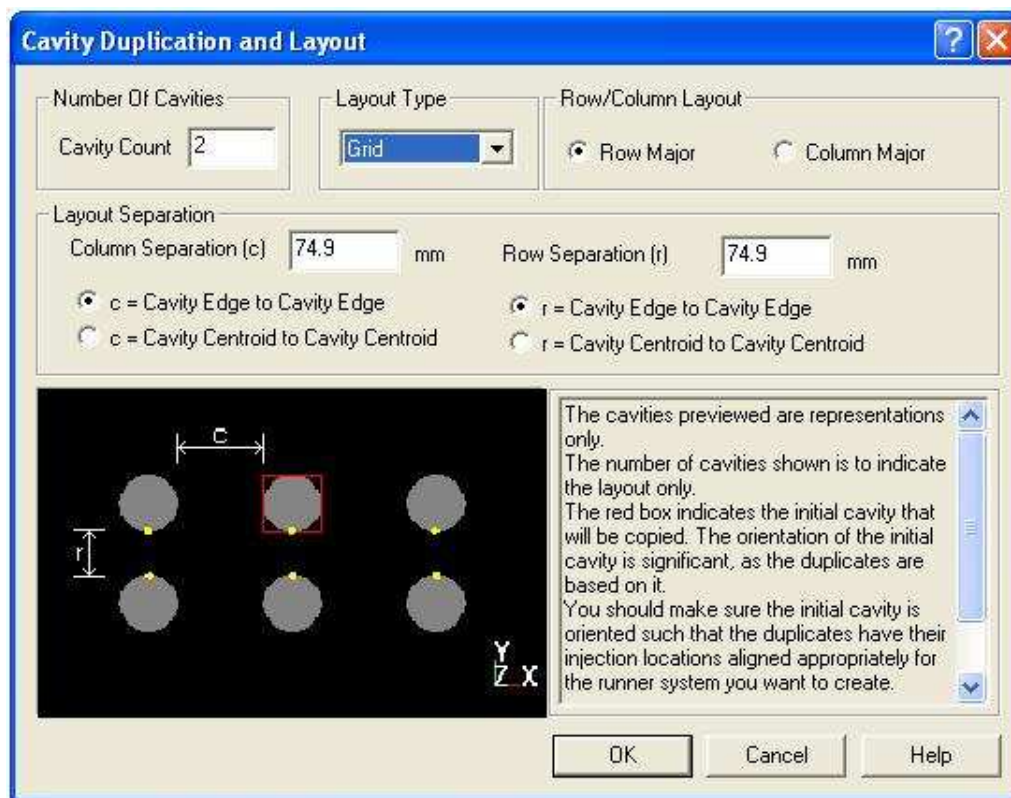 Cavity Duplication and Layout
Number Of Cavities
Cavity Count 2
Layout Type
Grid
Row/Column Layout
Row Major
Column Major
Layout Separation
Column Separation (c) 74.9 mm
Row Separation (r) 74.9 mm
c = Cavity Edge to Cavity Edge
c = Cavity Centroid to Cavity Centroid
r = Cavity Edge to Cavity Edge
r = Cavity Centroid to Cavity Centroid
C
r
Y
Z X
The cavities previewed are representations
only.
The number of cavities shown is to indicate
the layout only.
The red box indicates the initial cavity that
will be copied. The orientation of the initial
cavity is significant, as the duplicates are
based on it.
You should make sure the initial cavity is
oriented such that the duplicates have their
injection locations aligned appropriately for
the runner system you want to create.
OK
Cancel
Help